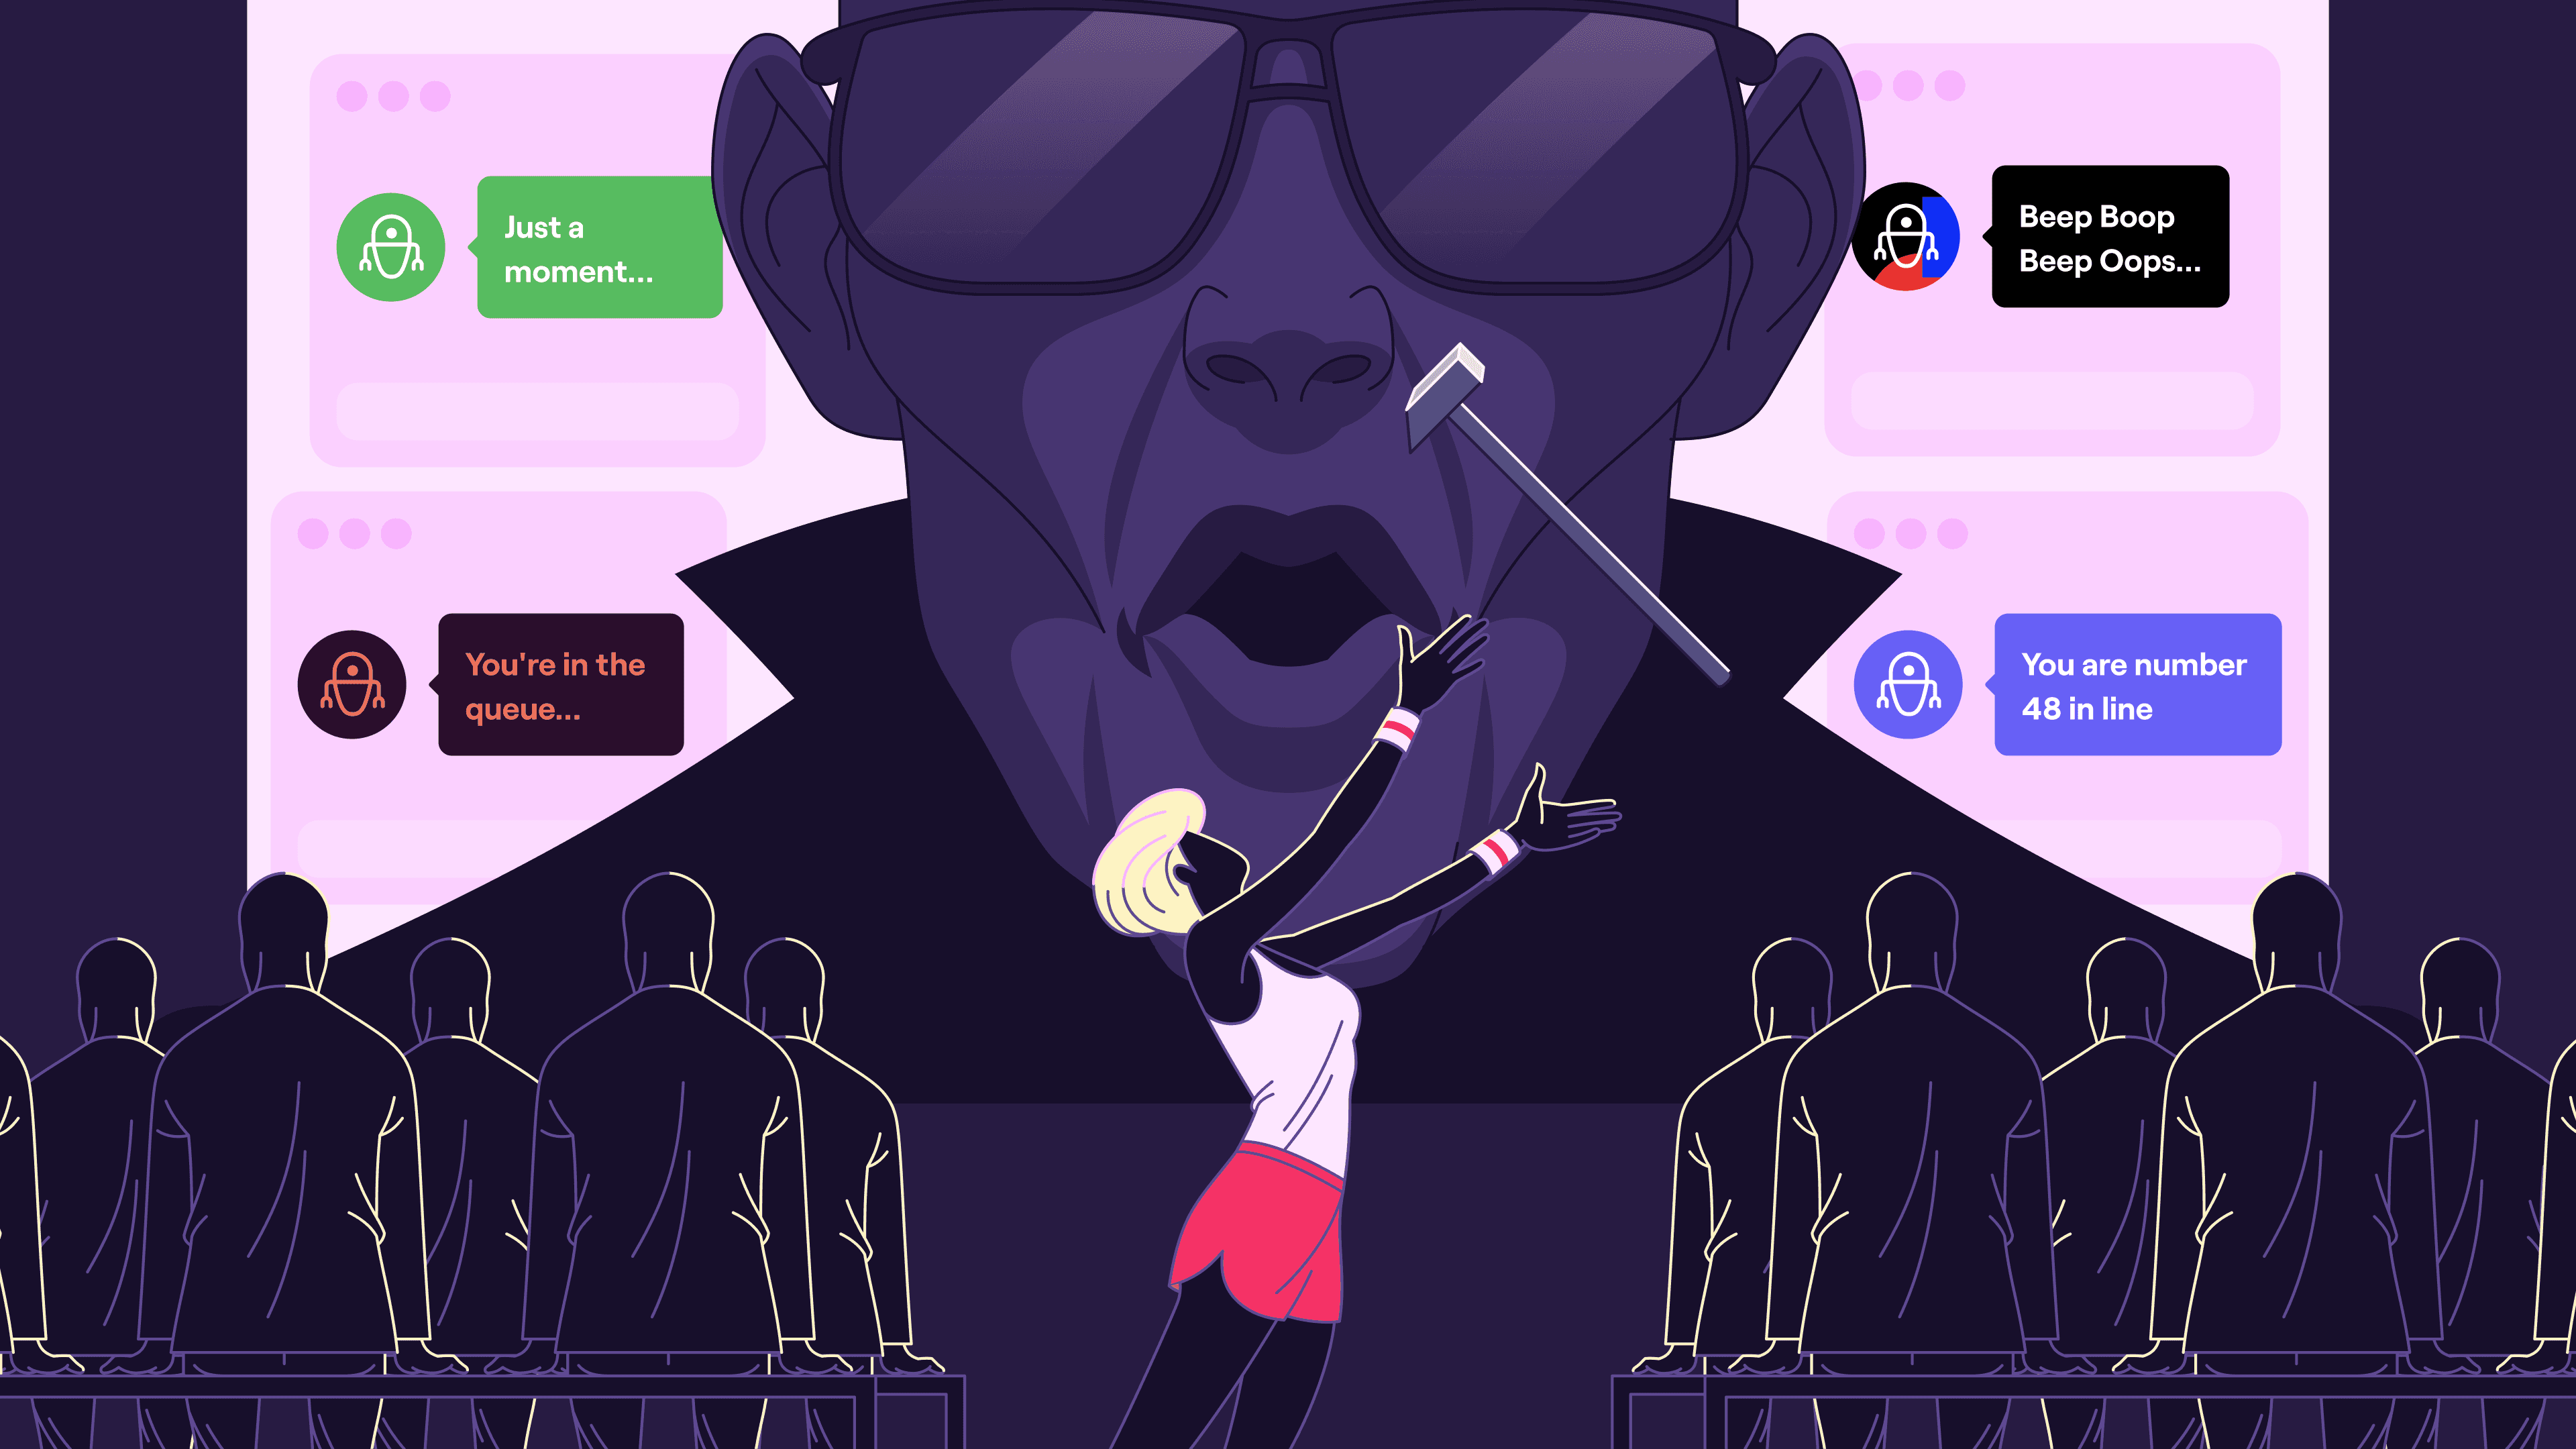 Just a
moment...
Beep Boop
Beep Oops...
You're in the
queue...
You are number
48 in line